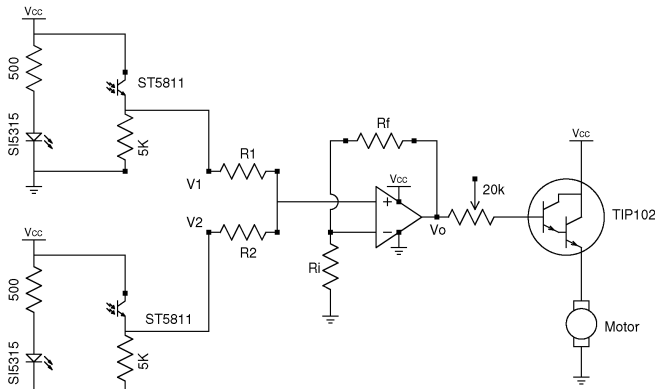 Vcc
500
SI5315
ST5811
5K
V1
R1
V2
R2
Rf
Vcc
+
−
Ri
Vo
20k
Vcc
TIP102
Motor
Vcc
500
SI5315
ST5811
5K